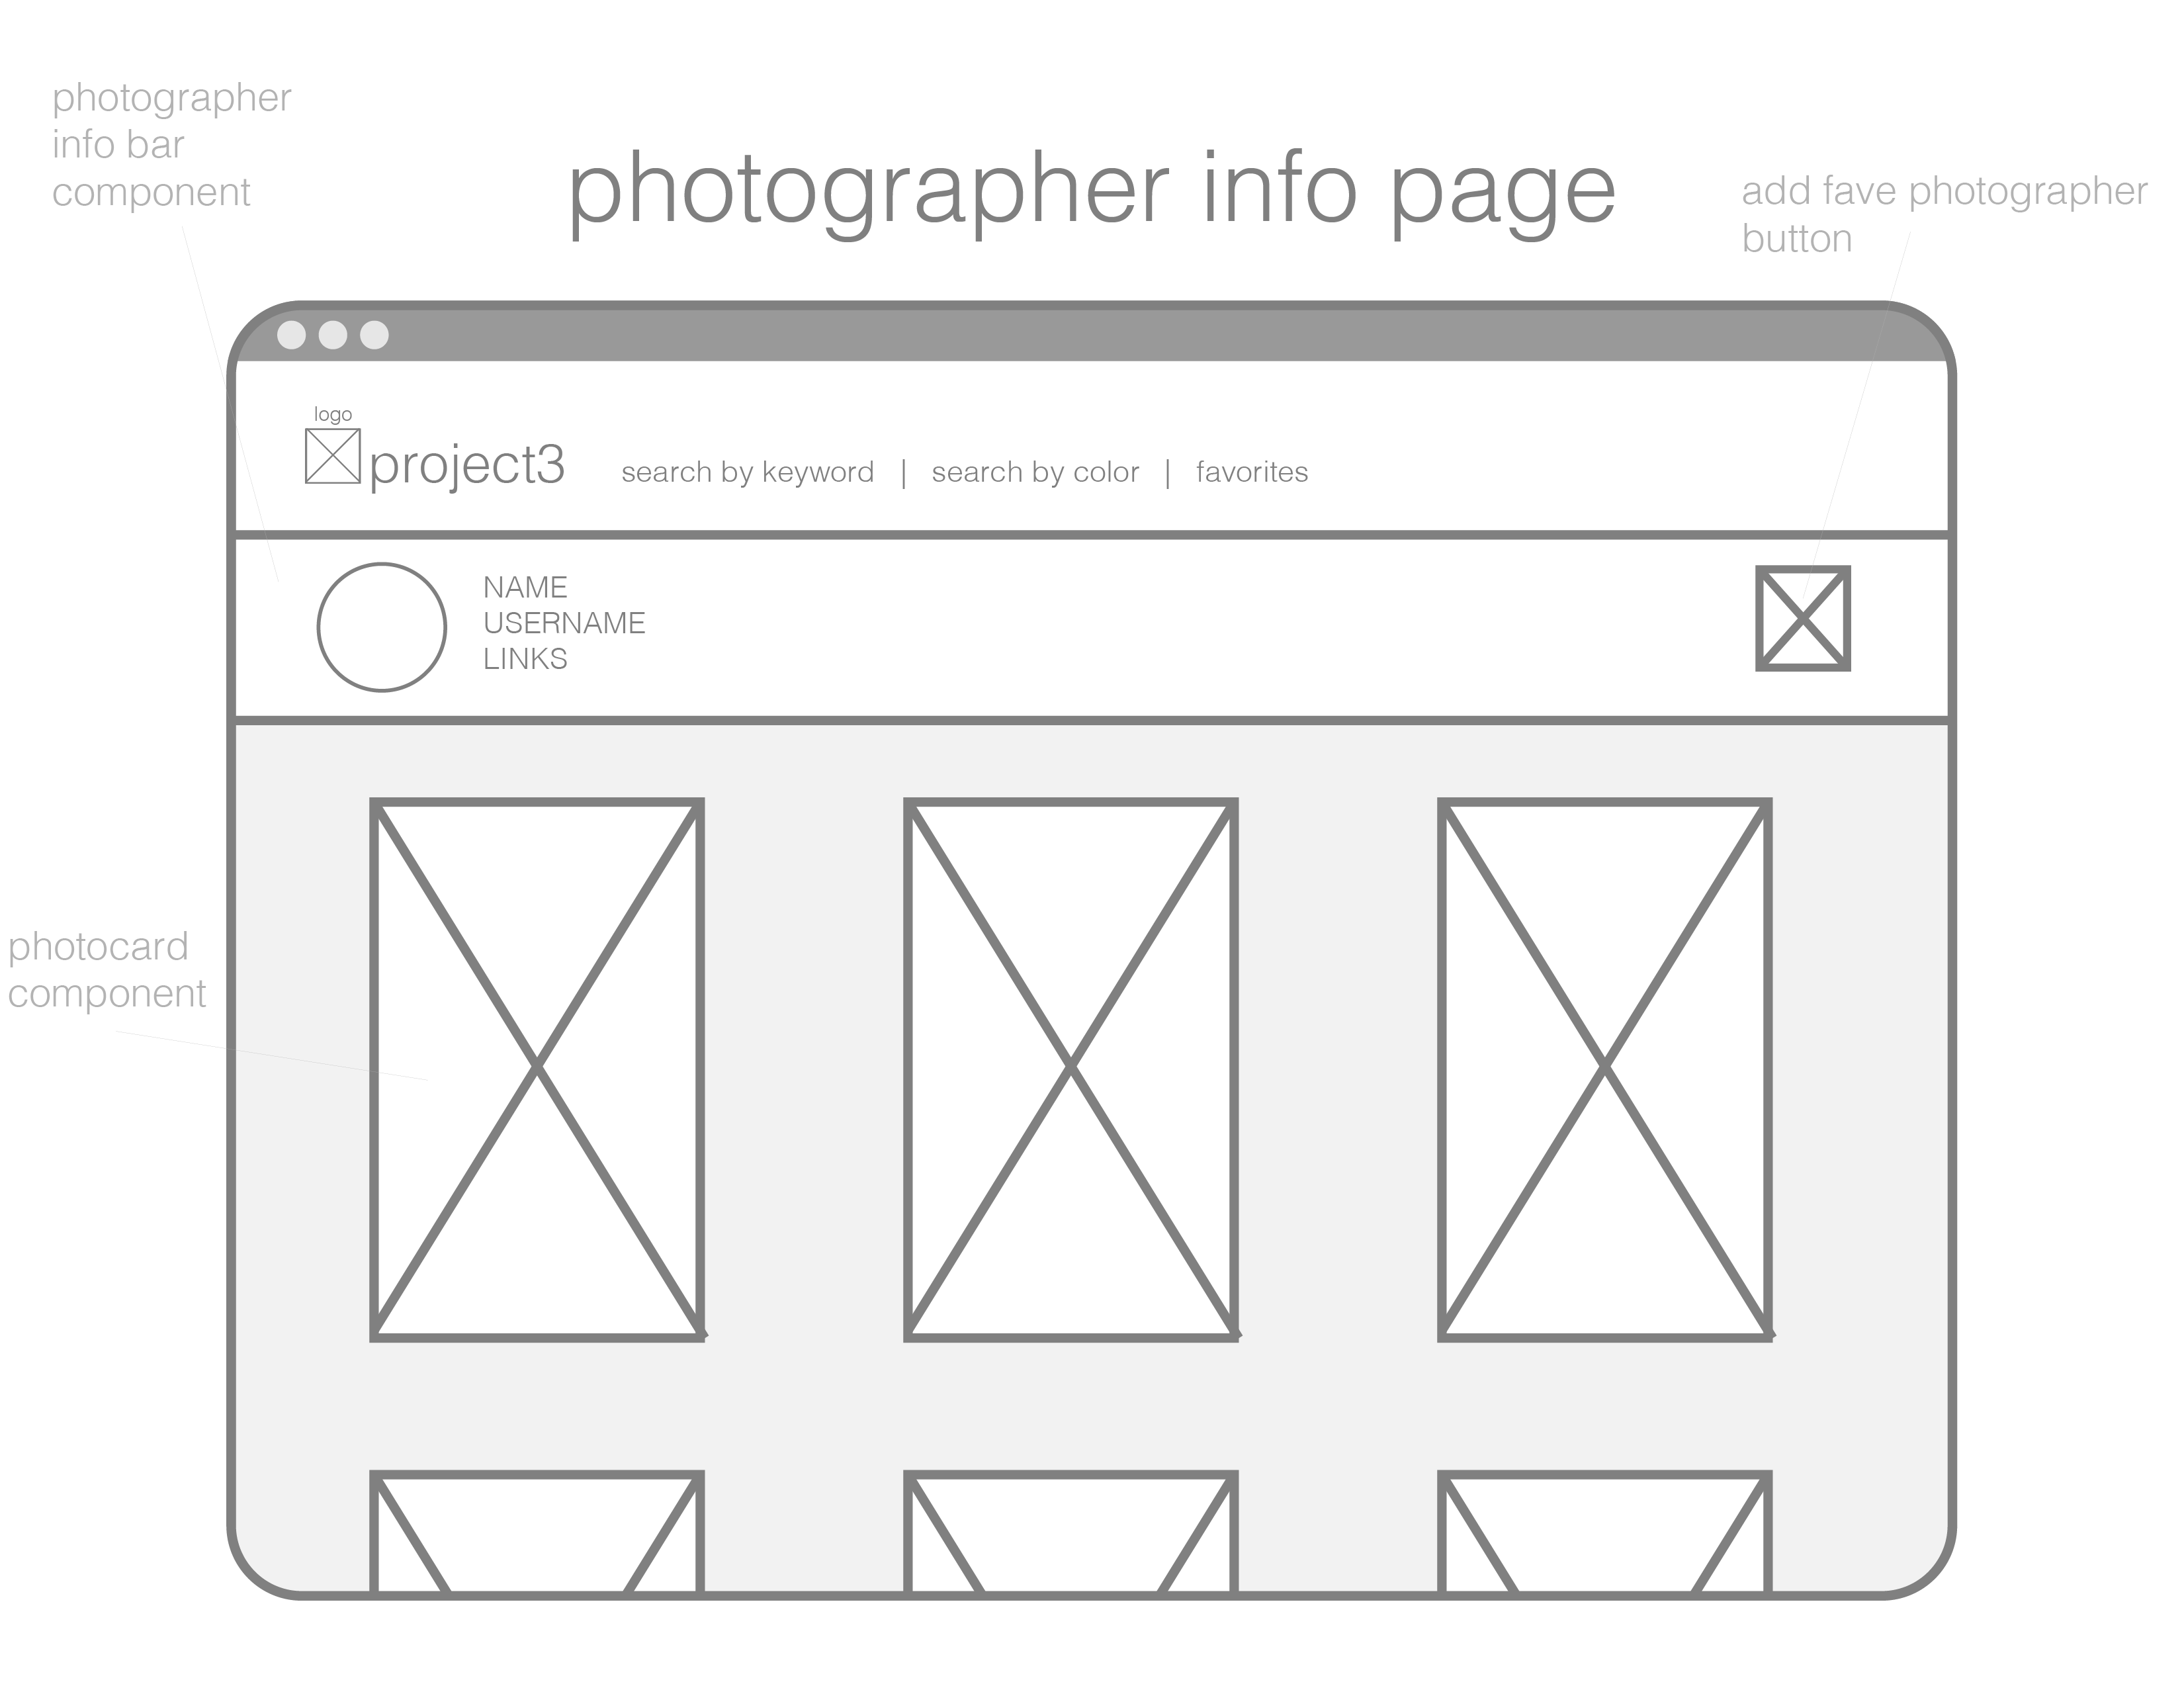 photographer
info bar
component
photographer info page
add fave photographer
button
logo
project3
search by keyword | search by color | favorites
NAME
USERNAME
LINKS
photocard
component